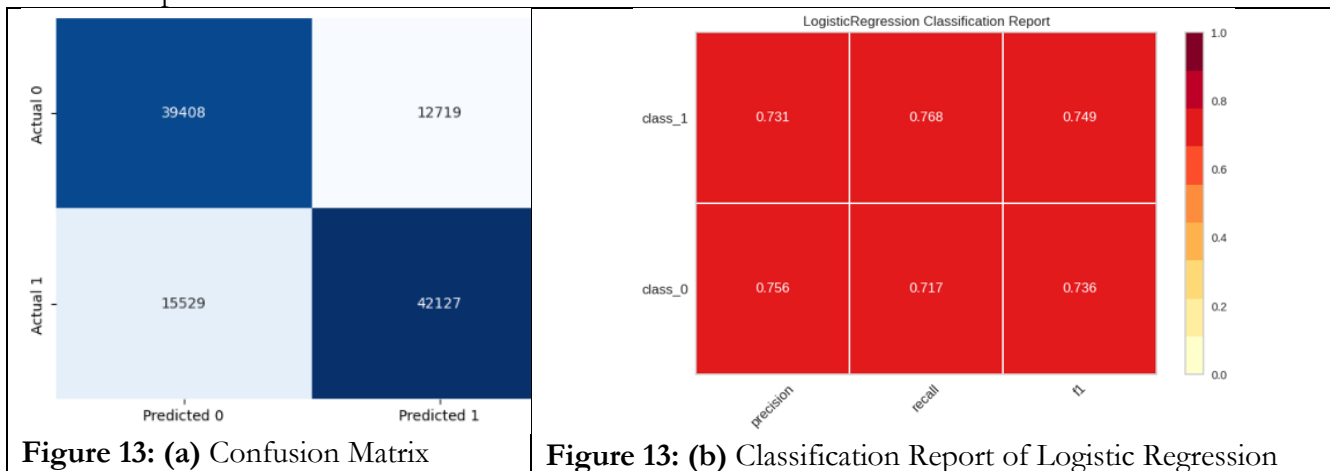 Actual 0
39408
12719
Actual 1
15529
42127
Predicted 0
Predicted 1
Figure 13: (a) Confusion Matrix
LogisticRegression Classification Report
class_1
0.731
0.768
0.749
class_0
0.756
0.717
0.736
precision
recall
f1
1.0
0.8
0.6
0.4
0.2
0.0
Figure 13: (b) Classification Report of Logistic Regression